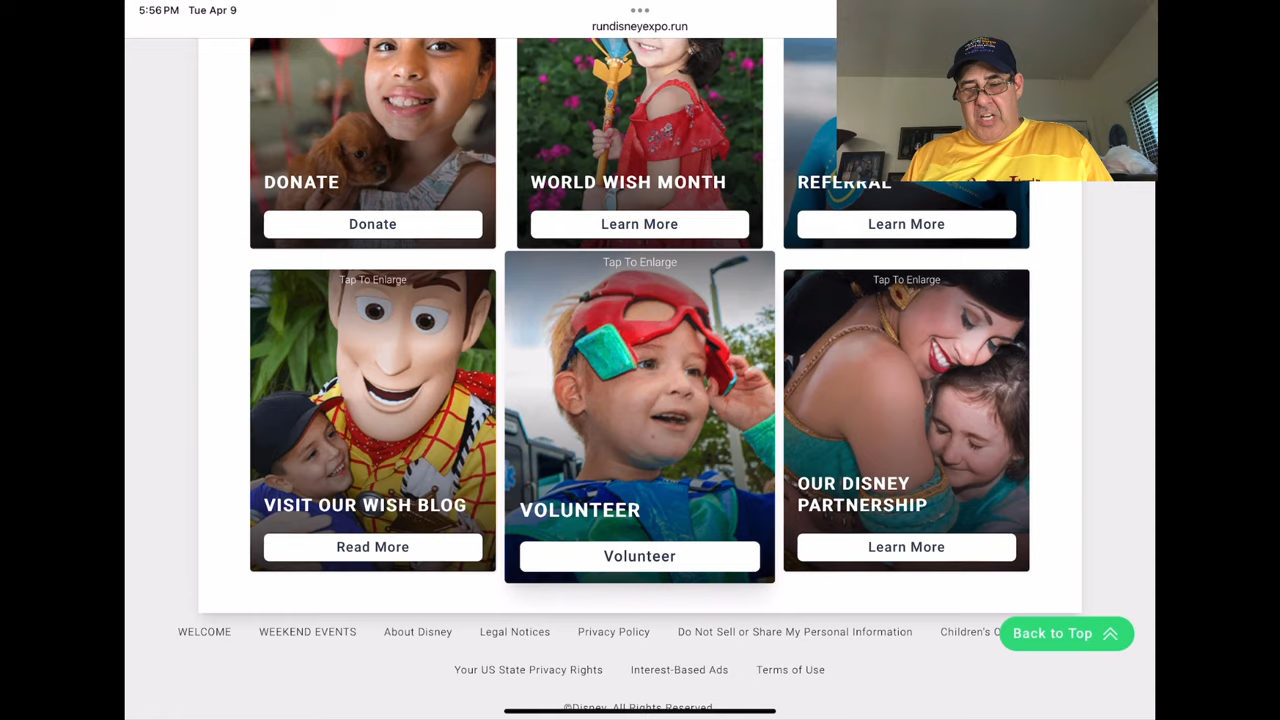 5:56 PM Tue Apr 9
rundisneyexpo.run
DONATE
WORLD WISH MONTH
REFERRAL
Donate
Learn More
Learn More
Tap To Enlarge
Tap To Enlarge
Tap To Enlarge
VISIT OUR WISH BLOG
VOLUNTEER
OUR DISNEY
PARTNERSHIP
Read More
Volunteer
Learn More
WELCOME
WEEKEND EVENTS
About Disney
Legal Notices
Privacy Policy
Do Not Sell or Share My Personal Information
Children's
Back to Top
Your US State Privacy Rights
Interest-Based Ads
Terms of Use
©Disney. All Rights Reserved